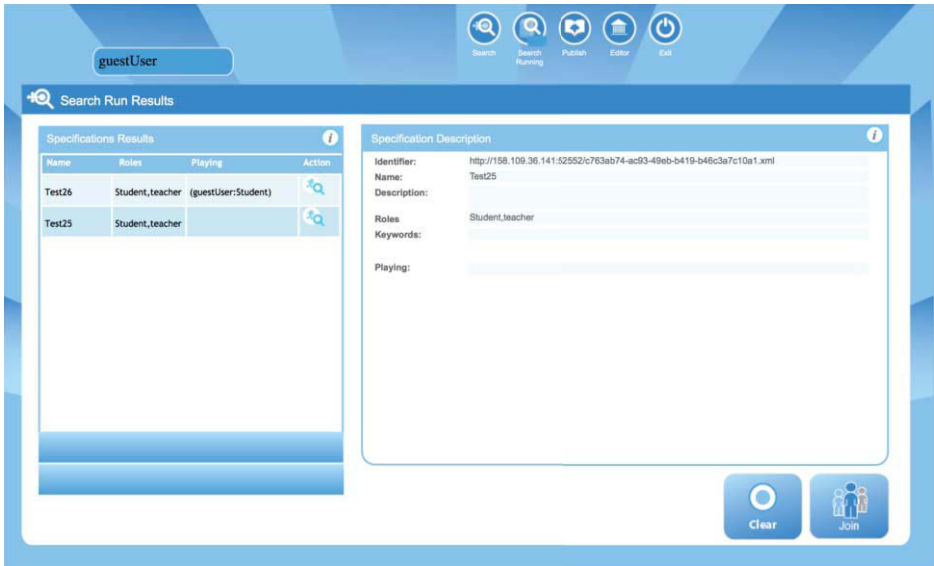 guestUser
Search
Search Running
Publish
Editor
Exit
Search Run Results
Specifications Results
i
Name Roles Playing Action
Test26 Student,teacher (guestUser:Student)
Test25 Student,teacher
Specification Description
i
Identifier: http://158.109.36.141:52552/c763ab74-ac93-49eb-b419-b46c3a7c10a1.xml
Name: Test25
Description:
Roles Student,teacher
Keywords:
Playing:
Clear
Join